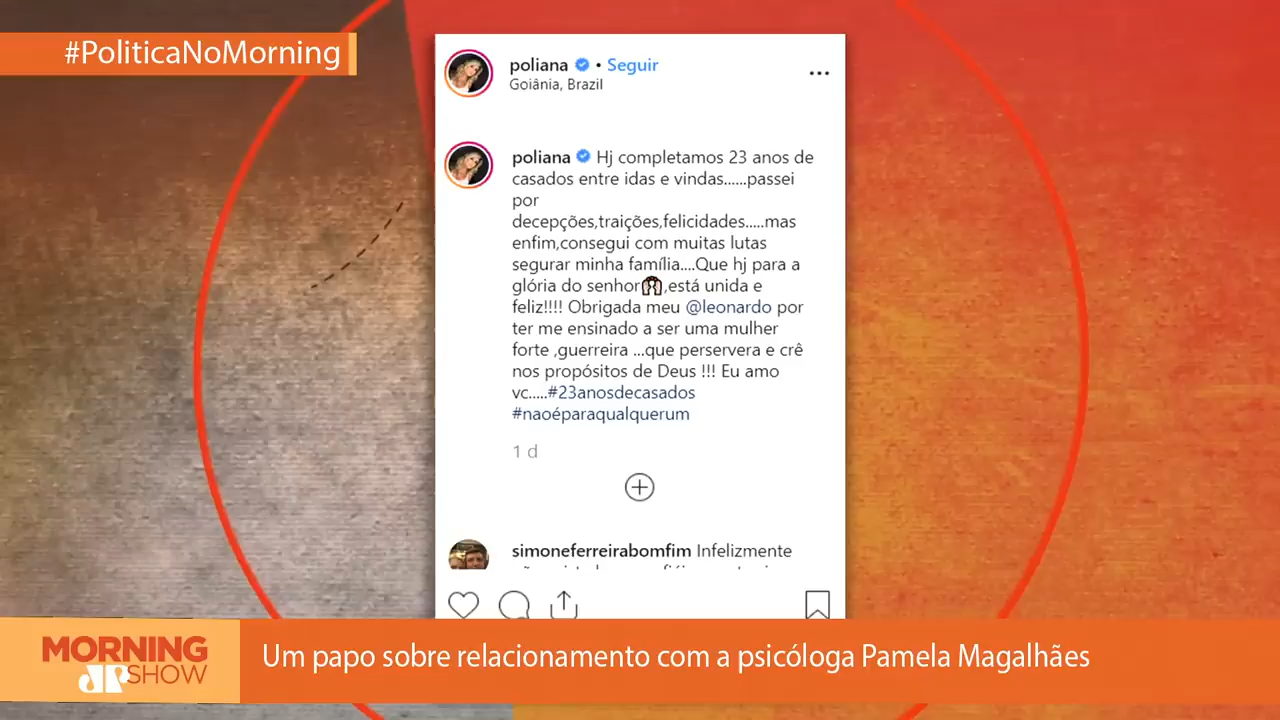 #PoliticaNoMorning
poliana • Seguir
Goiânia, Brazil
poliana Hj completamos 23 anos de
casados entre idas e vindas......passei
por
decepções,traições,felicidades.....mas
enfim,consegui com muitas lutas
segurar minha família....Que hj para a
glória do senhor🙌,está unida e
feliz!!!! Obrigada meu @leonardo por
ter me ensinado a ser uma mulher
forte ,guerreira ...que perservera e crê
nos propósitos de Deus !!! Eu amo
vc.....#23anosdecasados
#naoéparaqualquerum
1 d
simoneferreirabomfim Infelizmente
MORNING
JP SHOW
Um papo sobre relacionamento com a psicóloga Pamela Magalhães